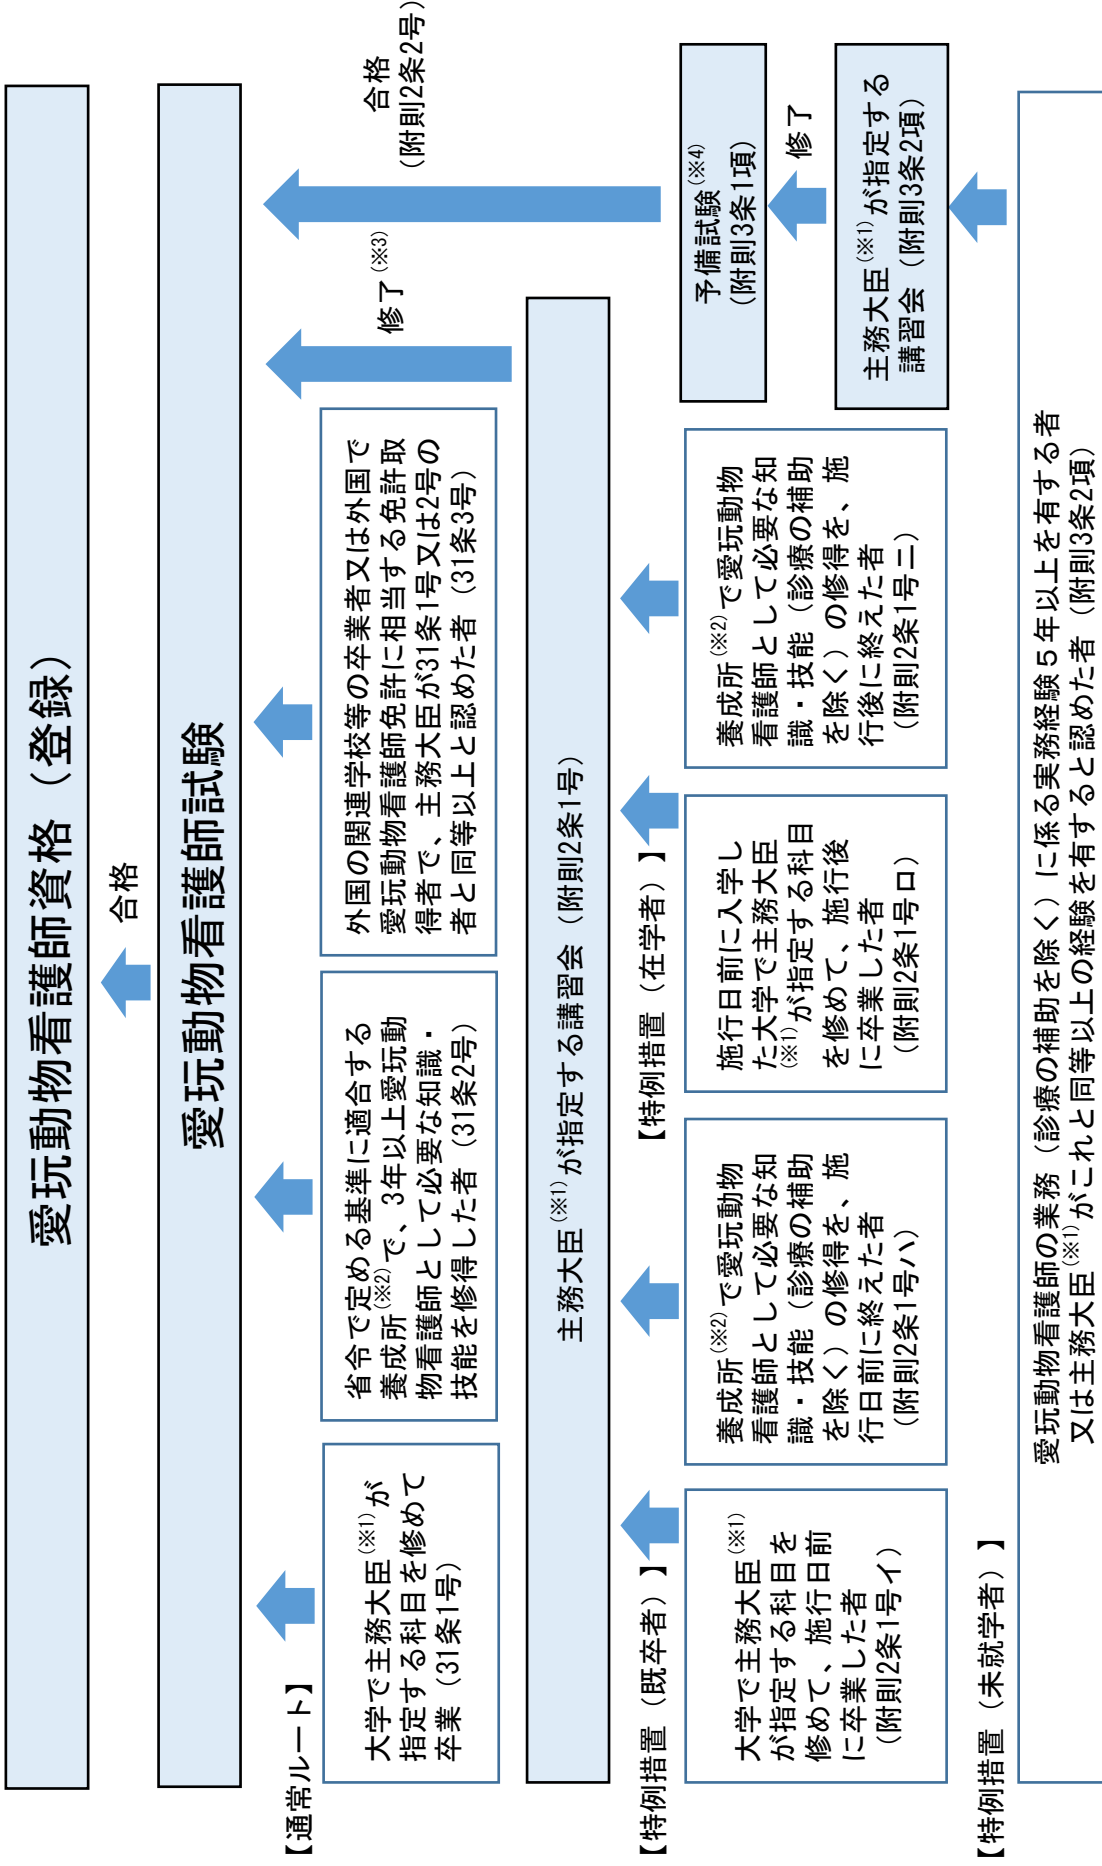 愛玩動物看護師資格（登録）
合格
愛玩動物看護師試験
【通常ルート】
大学で主務大臣(※1)が
指定する科目を修めて
卒業（31条1号）
省令で定める基準に適合する
養成所(※2)で、3年以上愛玩動
物看護師として必要な知識・
技能を修得した者（31条2号）
外国の関連学校等の卒業者又は外国で
愛玩動物看護師免許に相当する免許取
得者で、主務大臣が31条1号又は2号の
者と同等以上と認めた者（31条3号）
修了(※3)
合格
（附則2条2号）
主務大臣(※1)が指定する講習会（附則2条1号）
【特例措置（既卒者）】
大学で主務大臣(※1)
が指定する科目を
修めて、施行日前
に卒業した者
（附則2条1号イ）
養成所(※2)で愛玩動物
看護師として必要な知
識・技能（診療の補助
を除く）の修得を、施
行日前に終えた者
（附則2条1号ハ）
【特例措置（在学者）】
施行日前に入学し
た大学で主務大臣
(※1)が指定する科目
を修めて、施行後
に卒業した者
（附則2条1号ロ）
養成所(※2)で愛玩動物
看護師として必要な知
識・技能（診療の補助
を除く）の修得を、施
行後に終えた者
（附則2条1号ニ）
予備試験(※4)
（附則3条1項）
修了
主務大臣(※1)が指定する
講習会（附則3条2項）
【特例措置（未就学者）】
愛玩動物看護師の業務（診療の補助を除く）に係る実務経験５年以上を有する者
又は主務大臣(※1)がこれと同等以上の経験を有すると認めた者（附則3条2項）